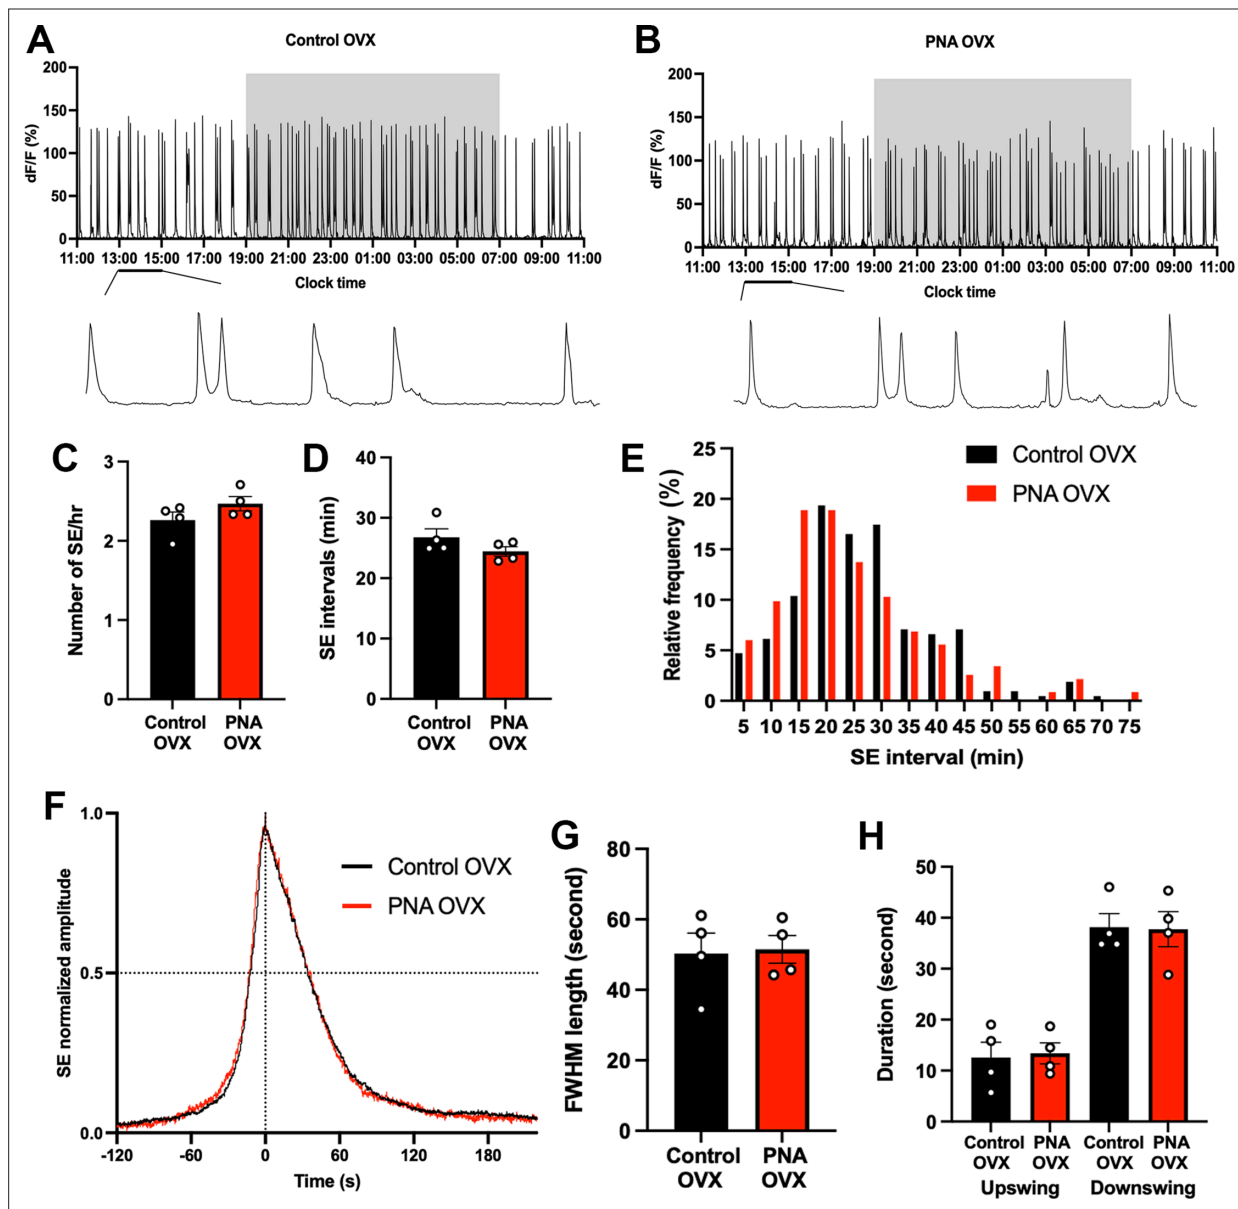 A
Control OVX
200
150
100
50
0
dF/F (%)
11:00 13:00 15:00 17:00 19:00 21:00 23:00 01:00 03:00 05:00 07:00 09:00 11:00
Clock time
B
PNA OVX
200
150
100
50
0
dF/F (%)
11:00 13:00 15:00 17:00 19:00 21:00 23:00 01:00 03:00 05:00 07:00 09:00 11:00
Clock time
C
Number of SE/hr
3
2
1
0
Control
OVX
PNA
OVX
D
SE intervals (min)
40
30
20
10
0
Control
OVX
PNA
OVX
E
Relative frequency (%)
25
20
15
10
5
0
Control OVX
PNA OVX
5 10 15 20 25 30 35 40 45 50 55 60 65 70 75
SE interval (min)
F
SE normalized amplitude
1.0
0.5
0.0
Control OVX
PNA OVX
-120 -60 0 60 120 180
Time (s)
G
FWHM length (second)
80
60
40
20
0
Control
OVX
PNA
OVX
H
Duration (second)
50
40
30
20
10
0
Control
OVX
PNA
OVX
Control
OVX
PNA
OVX
Upswing Downswing